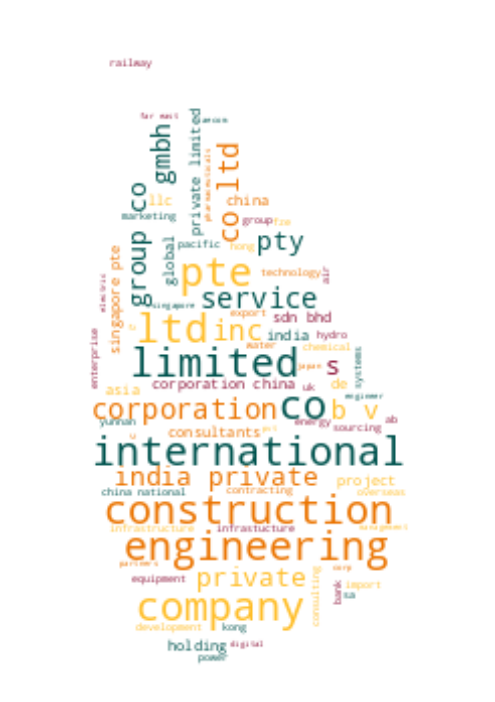 railway
far east
aecom
gmbh
private limited
pharmaceuticals
co ltd
llc
china
group co
marketing
group
fze
pacific
hong
pty
global
singapore pte
electric
pte
technology
air
service
singapore
export
sdn bhd
ltd
inc
india
hydro
enterprise
water
chemical
limited
japan
s
systems
corporation china
uk
de
asia
engineer
corporation
co
b v
yunnan
energy
ab
sourcing
consultants
u
international
india private
project
china national
contracting
overseas
construction
infrastructure
infrastucture
management
engineering
partners
corp
equipment
private
consulting
bank
import
sa
company
development
kong
holding
digital
power